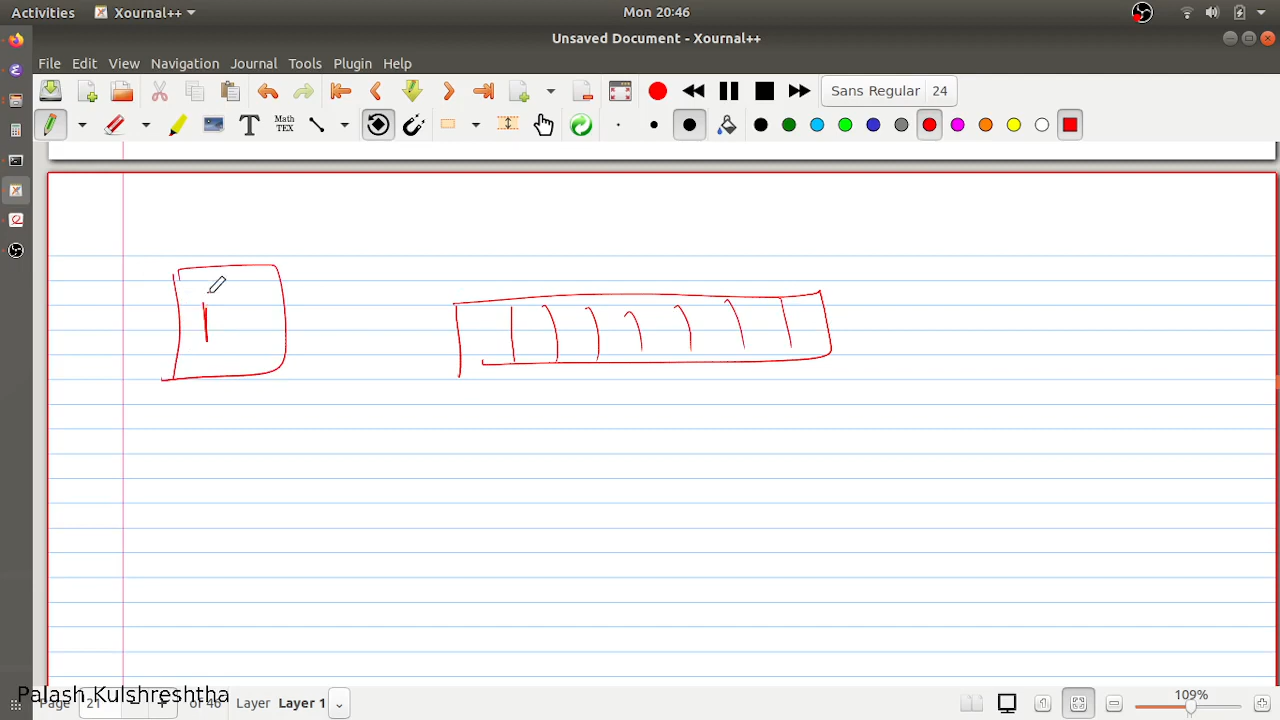 Activities Xournal++ Mon 20:46
Unsaved Document - Xournal++
File Edit View Navigation Journal Tools Plugin Help
Sans Regular 24
T MATH TEX
Palash Kulshreshtha
Page 21 - + of 46 Layer Layer 1 109%